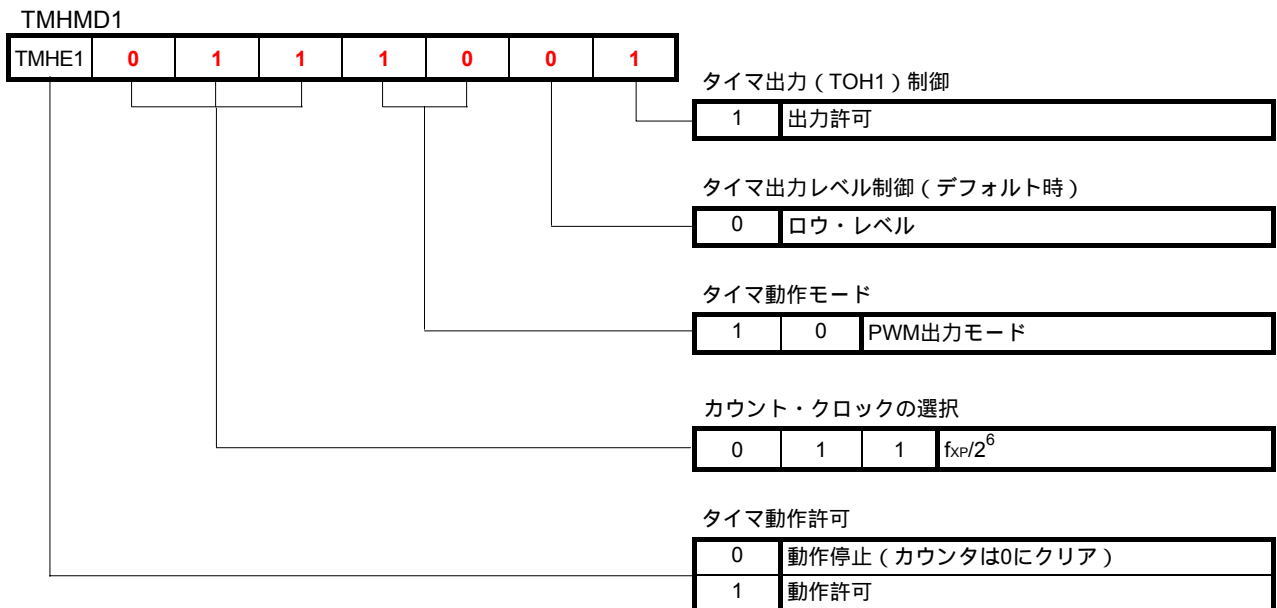 TMHMD1
TMHE1 0 1 1 1 0 0 1
タイマ出力(TOH1)制御
1 出力許可
タイマ出力レベル制御(デフォルト時)
0 ロウ・レベル
タイマ動作モード
1 0 PWM出力モード
カウント・クロックの選択
0 1 1 fXP/2^6
タイマ動作許可
0 動作停止(カウンタは0にクリア)
1 動作許可